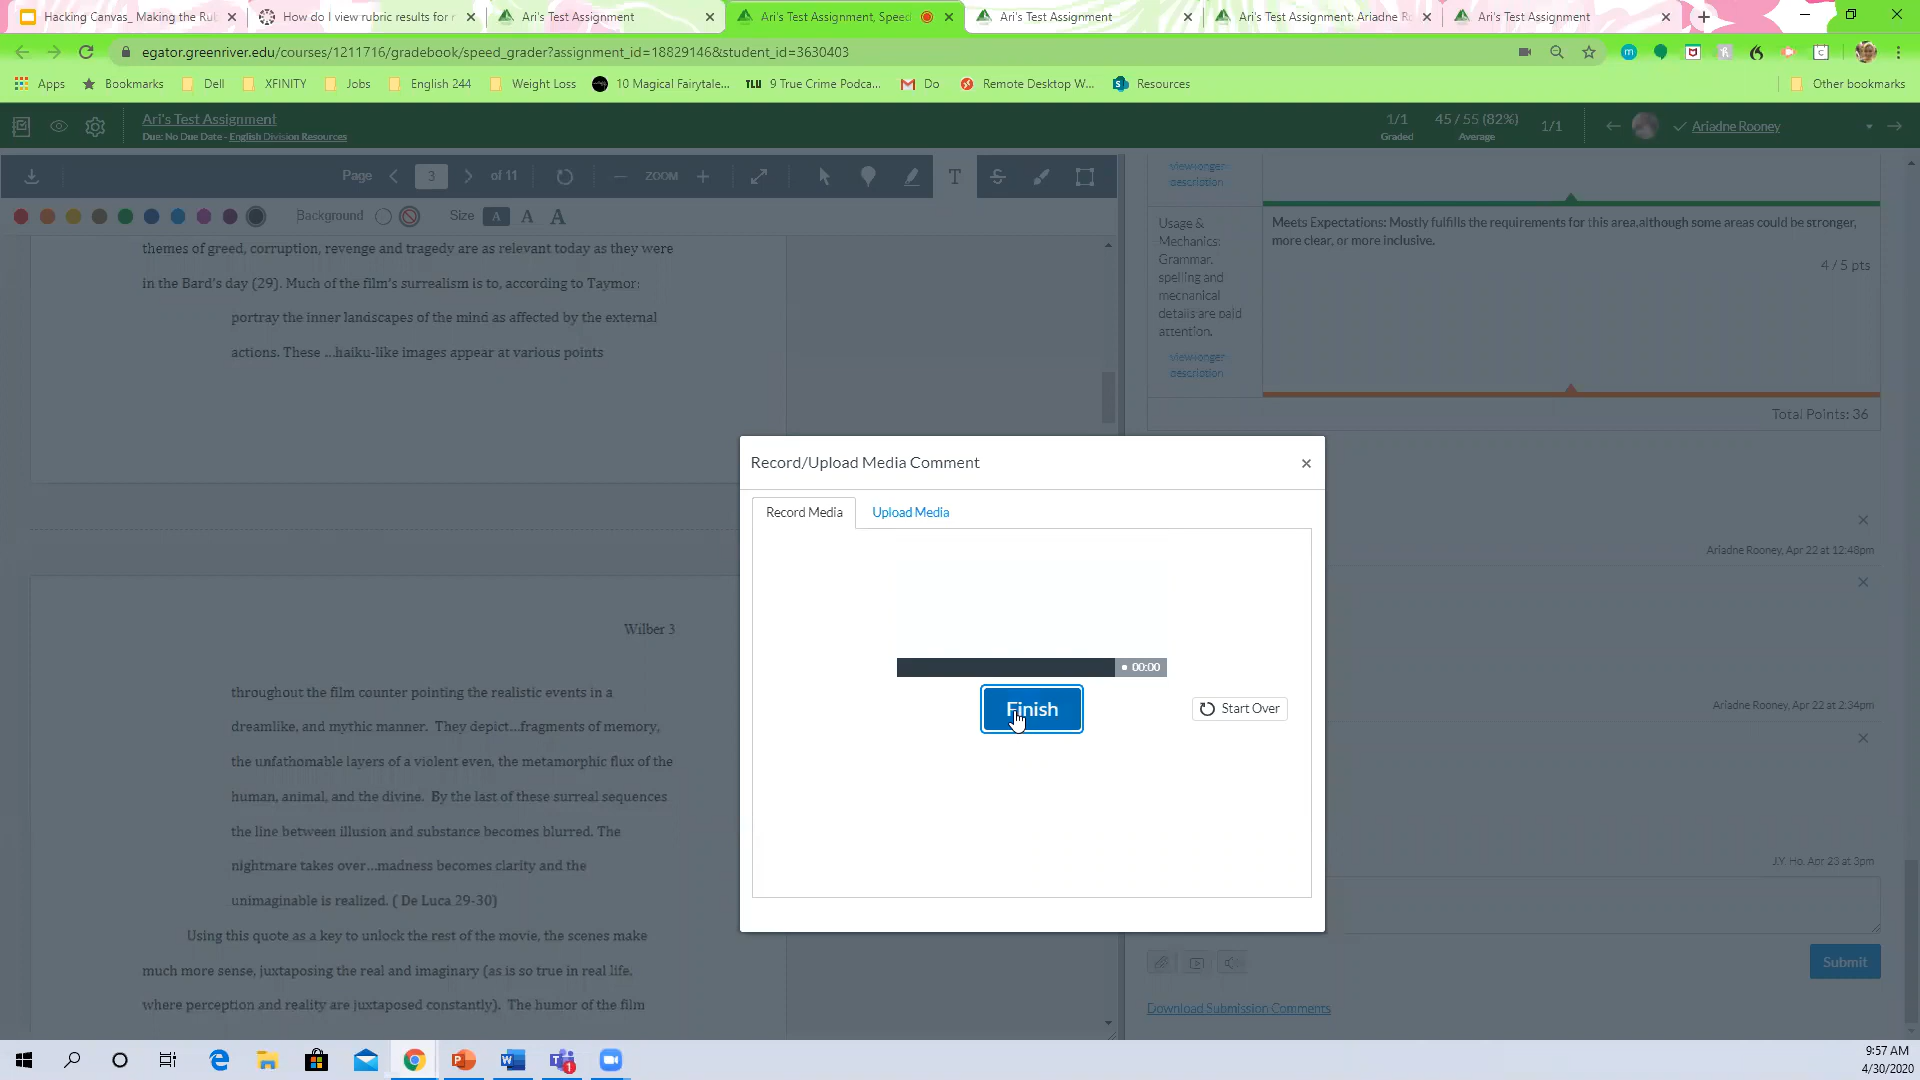 Hacking Canvas_ Making the Ru
How do I view rubric results for r
Ari's Test Assignment
Ari's Test Assignment, Speed
Ari's Test Assignment
Ari's Test Assignment: Ariadne Ro
Ari's Test Assignment
egator.greenriver.edu/courses/1211716/gradebook/speed_grader?assignment_id=18829146&student_id=3630403
Apps
Bookmarks
Dell
XFINITY
Jobs
English 244
Weight Loss
10 Magical Fairytale...
TLU
9 True Crime Podca...
Do
Remote Desktop W...
Resources
Other bookmarks
Ari's Test Assignment
Due: No Due Date - English Division Resources
1/1
Graded
45 / 55 (82%)
Average
1/1
Ariadne Rooney
Page
3
of 11
ZOOM
T
Background
Size
A
A
A
themes of greed, corruption, revenge and tragedy are as relevant today as they were
in the Bard's day (29). Much of the film's surrealism is to, according to Taymor:
portray the inner landscapes of the mind as affected by the external
actions. These ...haiku-like images appear at various points
Wilber 3
throughout the film counter pointing the realistic events in a
dreamlike, and mythic manner. They depict...fragments of memory,
the unfathomable layers of a violent even, the metamorphic flux of the
human, animal, and the divine. By the last of these surreal sequences
the line between illusion and substance becomes blurred. The
nightmare takes over...madness becomes clarity and the
unimaginable is realized. ( De Luca 29-30)
Using this quote as a key to unlock the rest of the movie, the scenes make
much more sense, juxtaposing the real and imaginary (as is so true in real life,
where perception and reality are juxtaposed constantly). The humor of the film
view longer
description
Usage &
Mechanics:
Grammar,
spelling and
mecnanical
details are paid
attention.
view longer
description
Meets Expectations: Mostly fulfills the requirements for this area,although some areas could be stronger,
more clear, or more inclusive.
4 / 5 pts
Total Points: 36
Record/Upload Media Comment
Record Media
Upload Media
00:00
Finish
Start Over
Ariadne Rooney, Apr 22 at 12:48pm
Ariadne Rooney, Apr 22 at 2:34pm
J.Y. Ho, Apr 23 at 3pm
Submit
Download Submission Comments
1
9:57 AM
4/30/2020